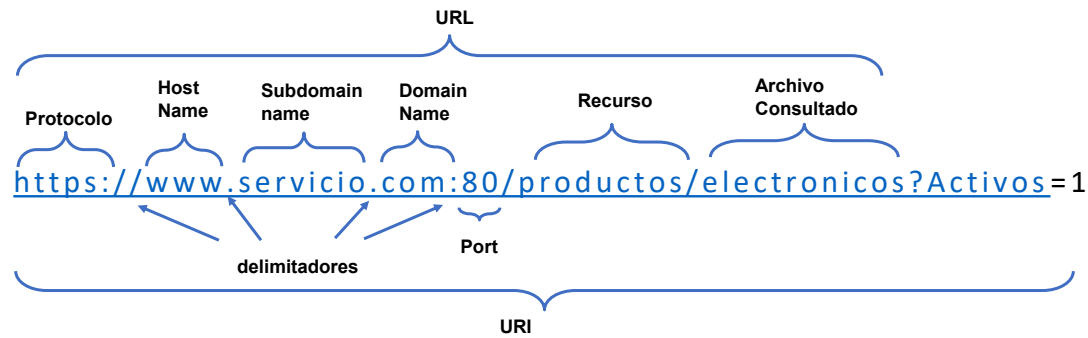 URL
Protocolo
Host
Name
Subdomain
name
Domain
Name
Recurso
Archivo
Consultado
https://www.servicio.com:80/productos/electronicos?Activos=1
delimitadores
Port
URI